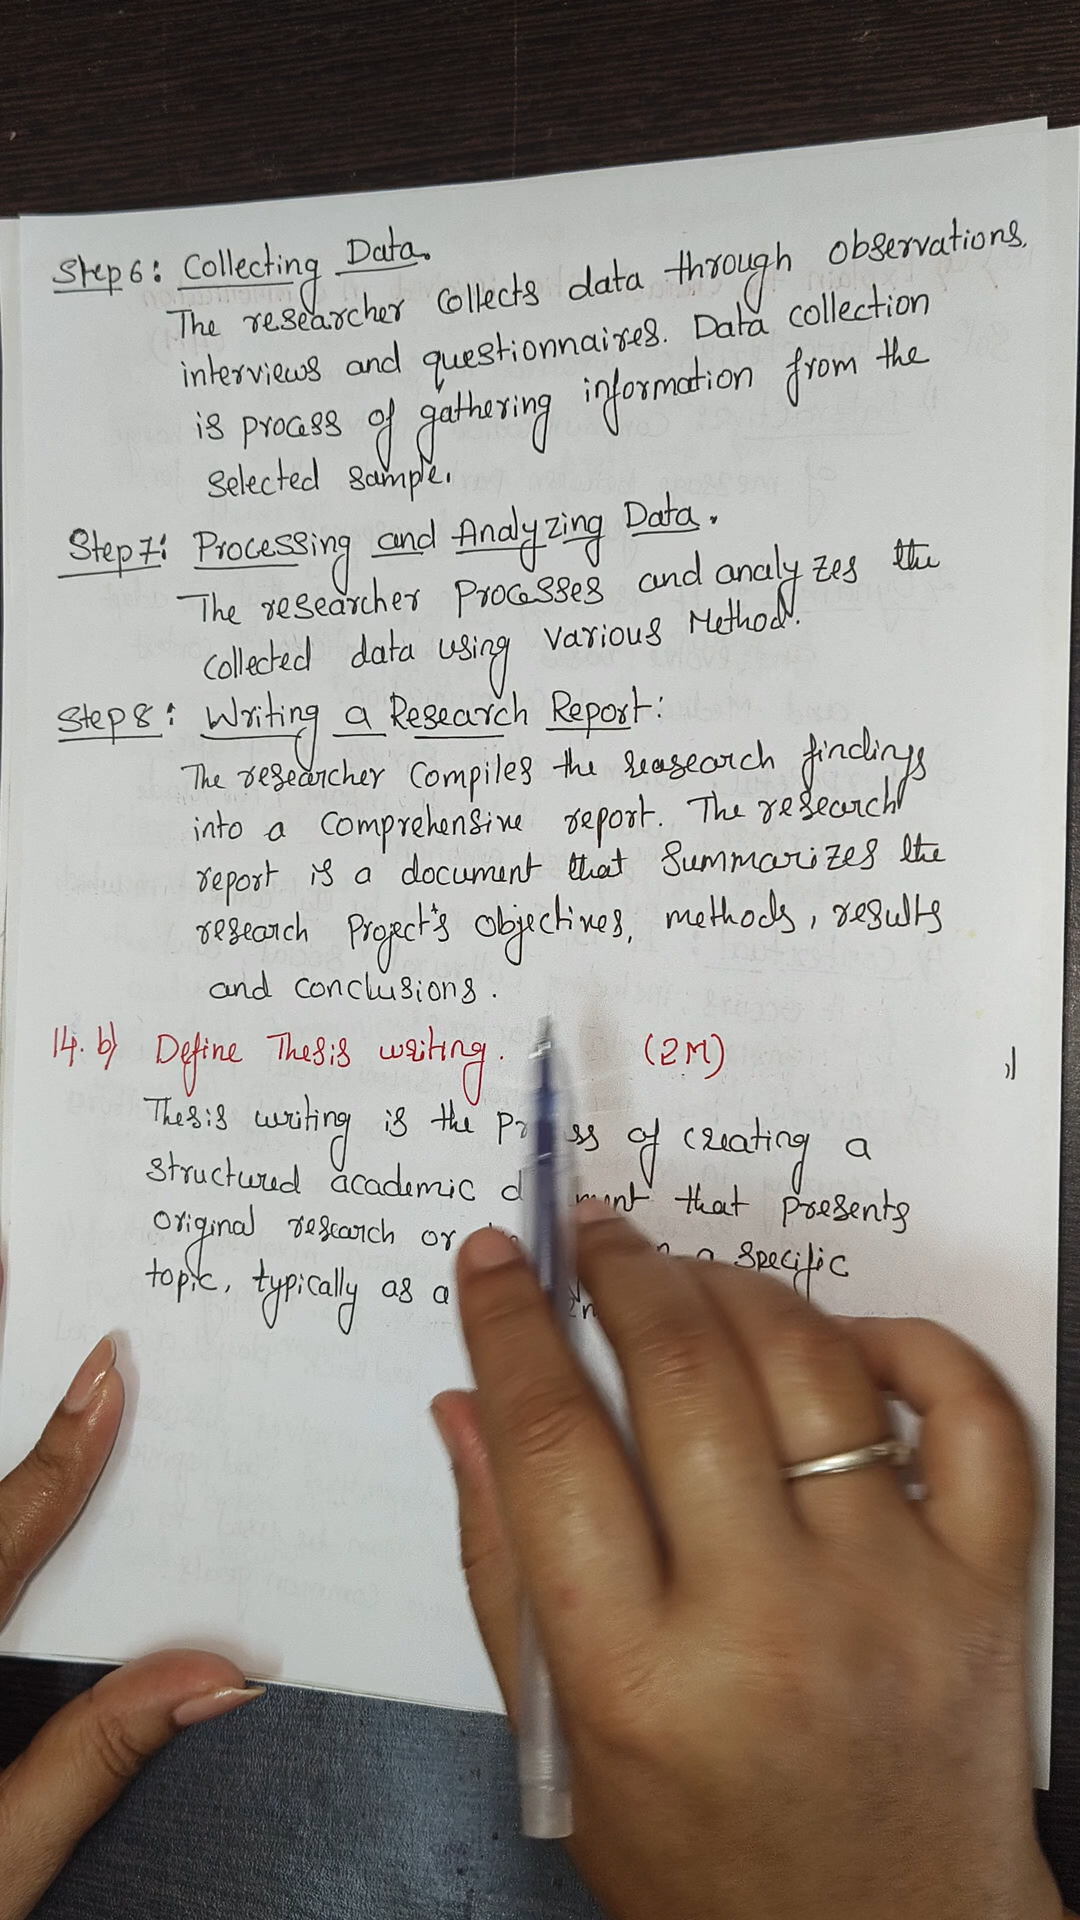 Step 6: Collecting Data.
The researcher collects data through observations,
interviews and questionnaires. Data collection
is process of gathering information from the
selected sample.
Step 7: Processing and Analyzing Data.
The researcher Processes and analyzes the
collected data using various Method.
Step 8: Writing a Research Report:
The researcher compiles the reasearch findings
into a comprehensive report. The research
report is a document that summarizes the
research Project's objectives, methods, results
and conclusions.
14. b) Define Thesis writing. (2M)
Thesis writing is the of creating a
structured academic that presents
original research or a specific
topic, typically as a